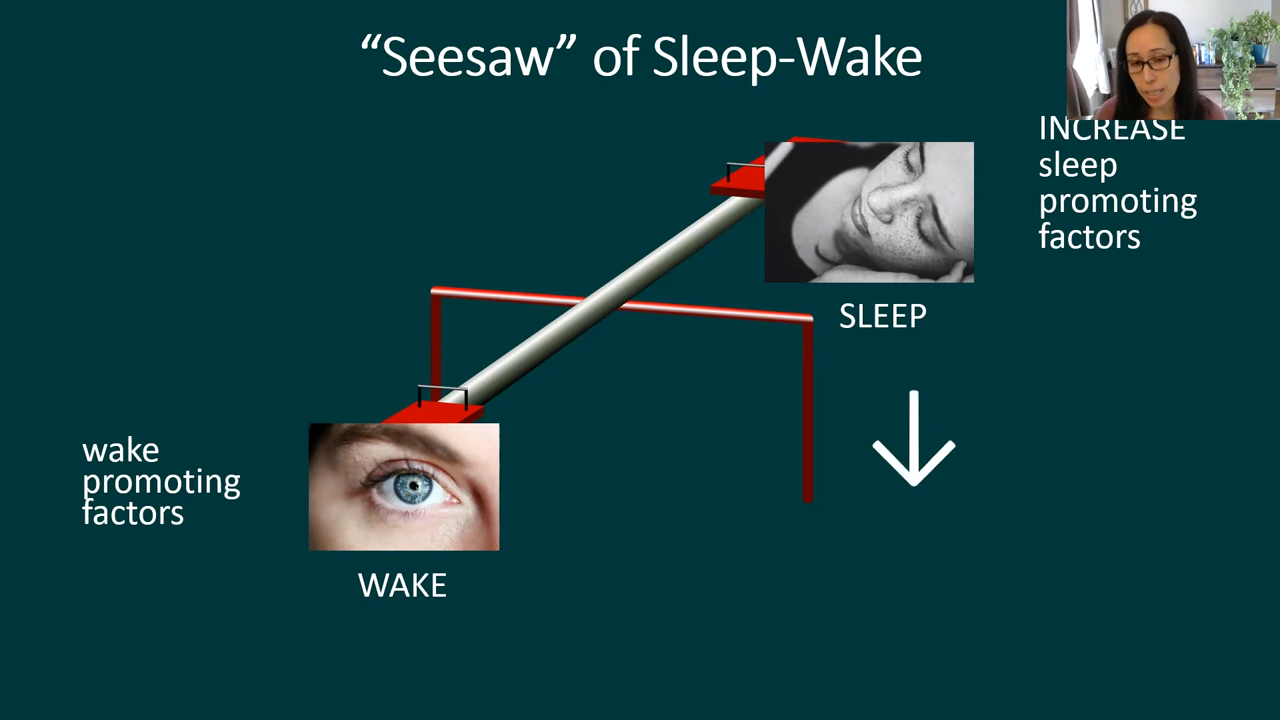 “Seesaw” of Sleep-Wake
INCREASE
sleep
promoting
factors
SLEEP
wake
promoting
factors
WAKE